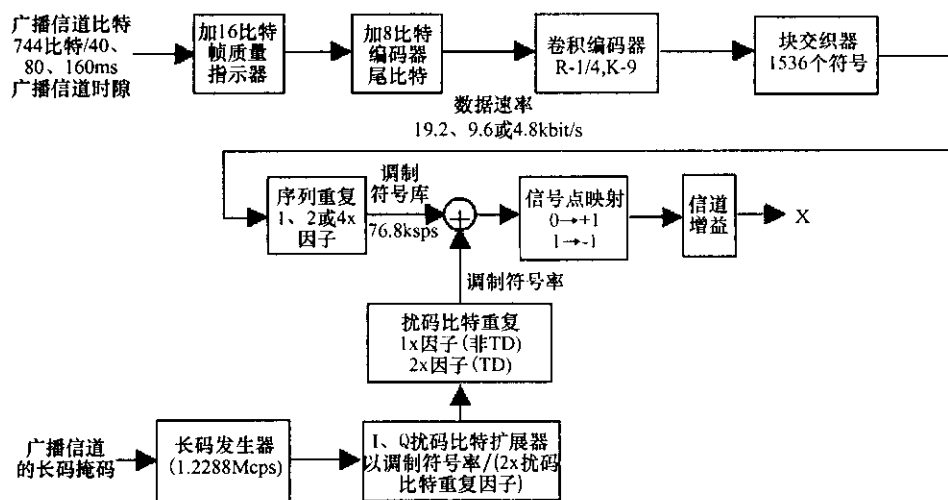 广播信道比特
744比特/40、
80、160ms
广播信道时隙
加16比特
帧质量
指示器
加8比特
编码器
尾比特
卷积编码器
R-1/4,K-9
块交织器
1536个符号
数据速率
19.2、9.6或4.8kbit/s
序列重复
1、2或4x
因子
调制
符号库
76.8ksps
信号点映射
0→+1
1→-1
信道
增益
X
调制符号率
扰码比特重复
1x因子(非TD)
2x因子(TD)
广播信道
的长码掩码
长码发生器
(1.2288Mcps)
I、Q扰码比特扩展器
以调制符号率/(2x扰码
比特重复因子)